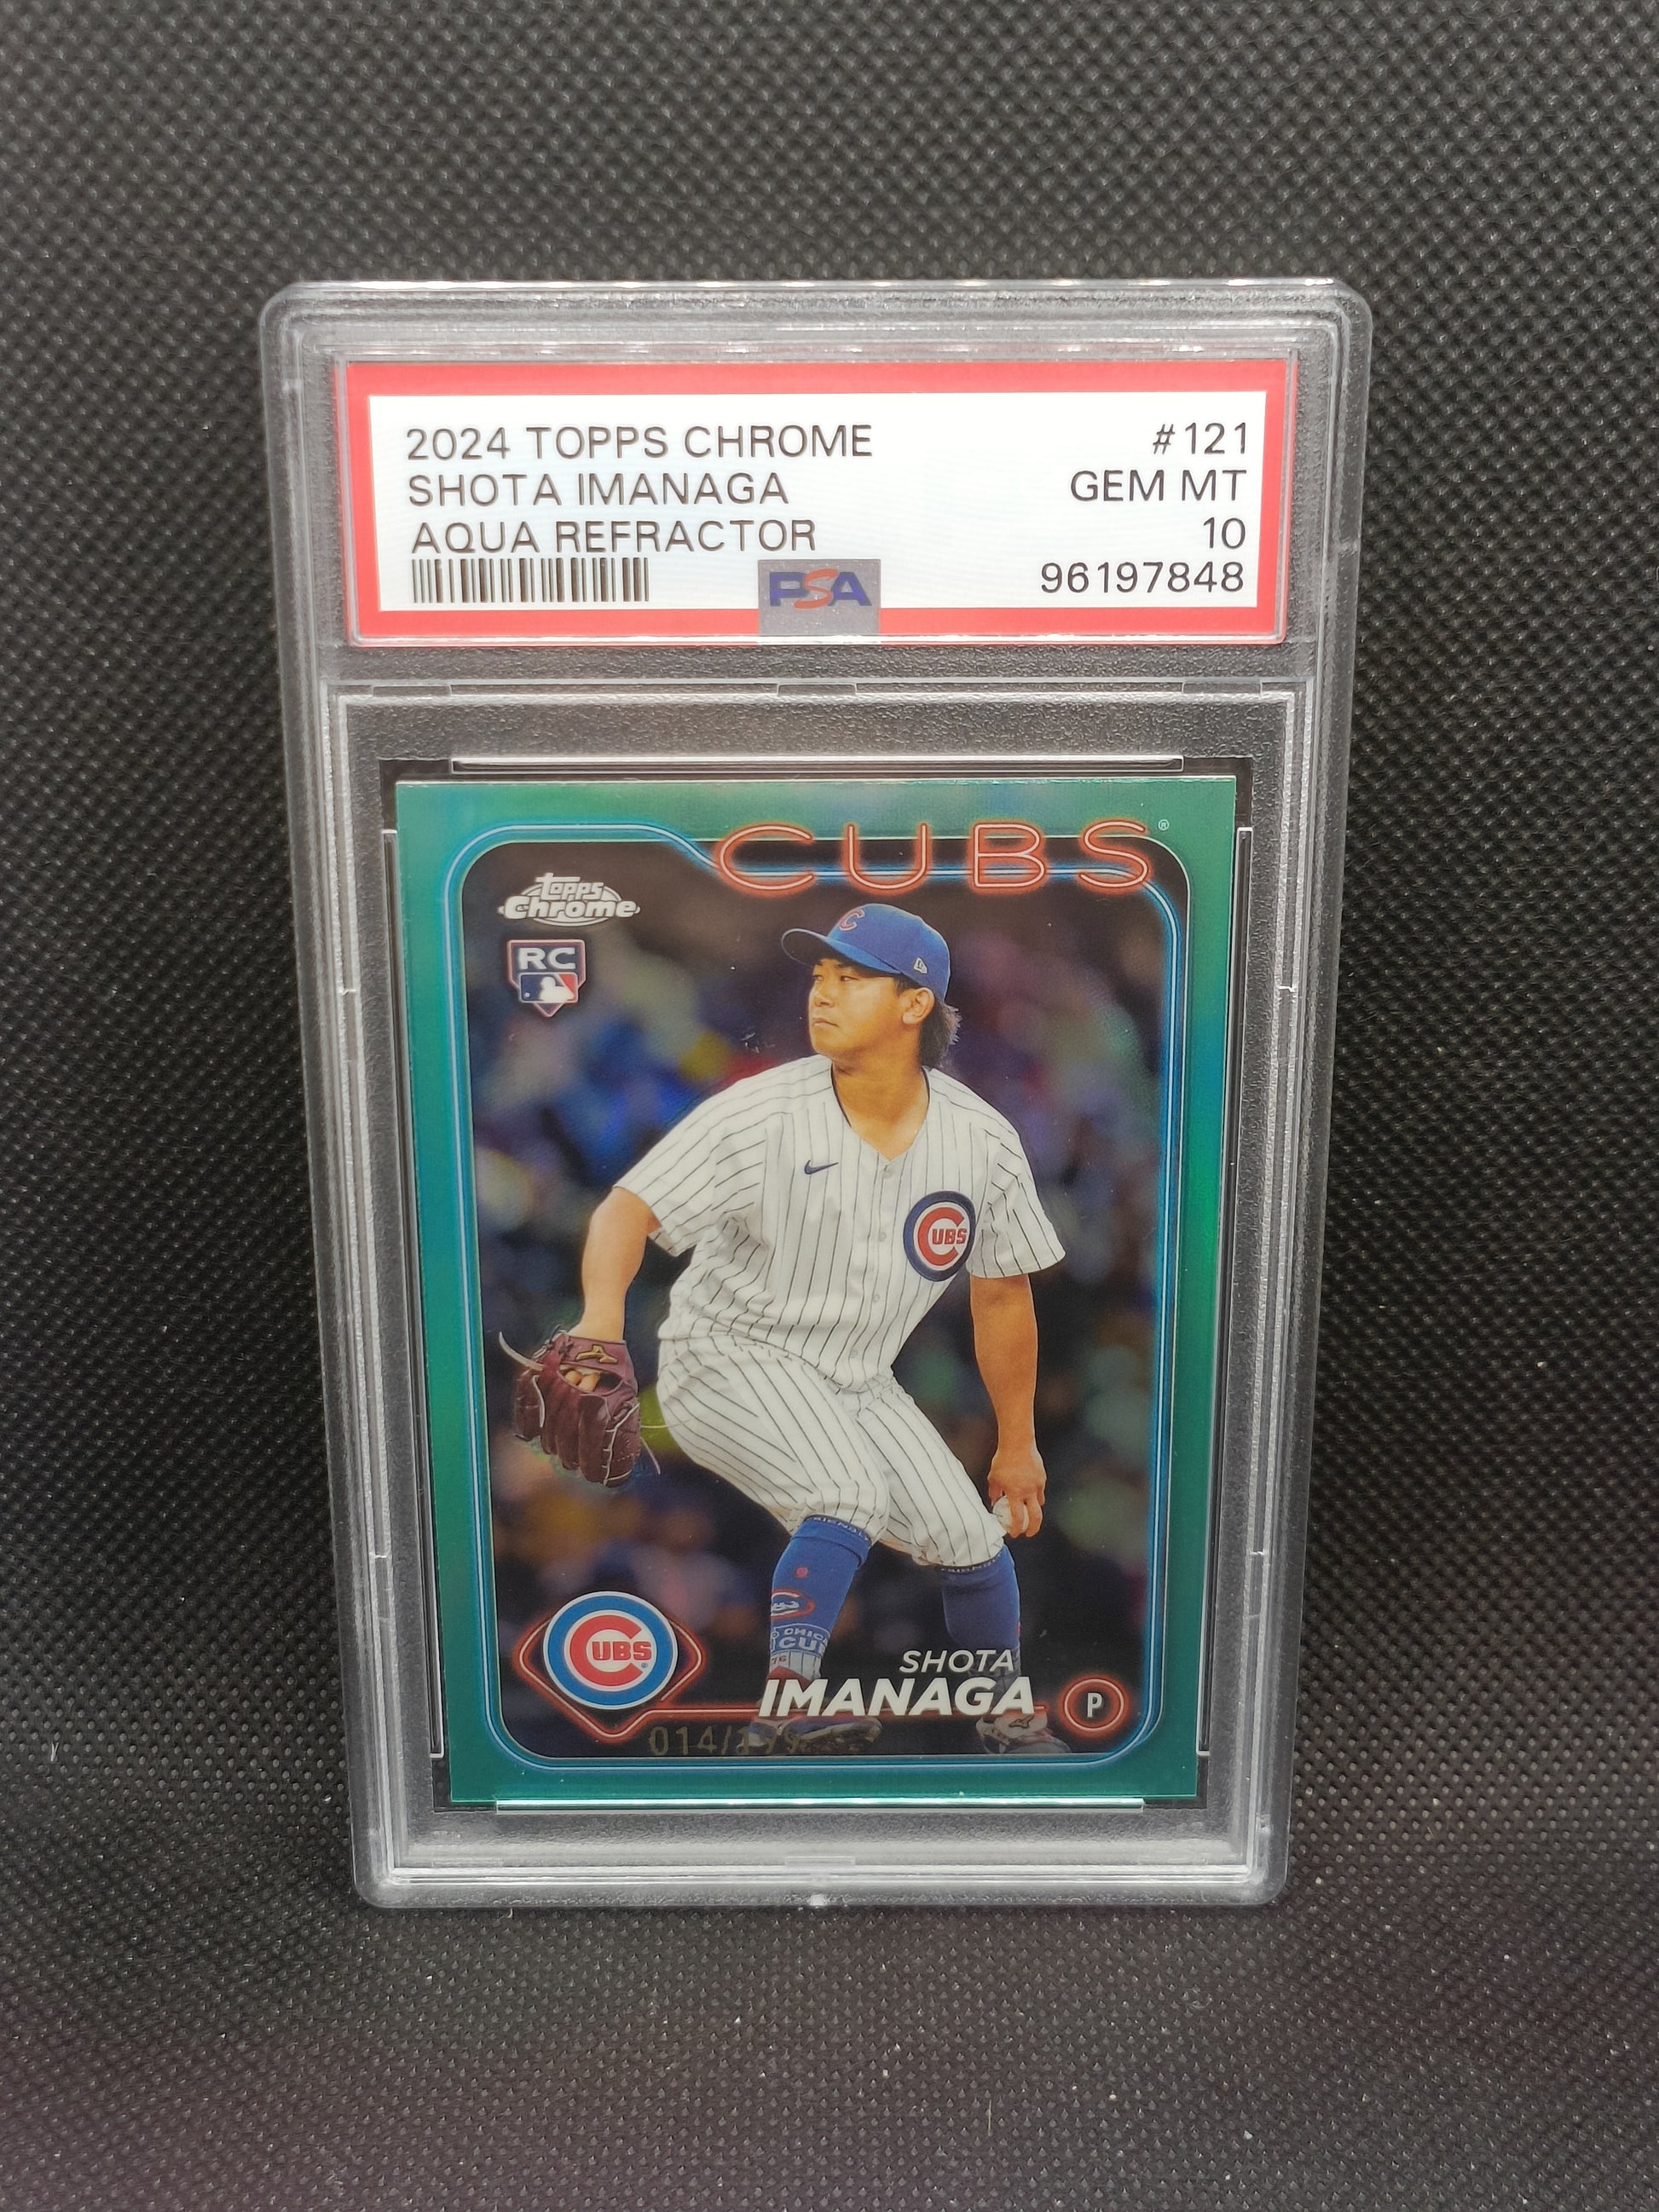 2024 TOPPS CHROME #121
SHOTA IMANAGA GEM MT
AQUA REFRACTOR 10
PSA 96197848
CUBS®
topps
Chrome
RC
C
CUBS
CUBS
SHOTA
IMANAGA P